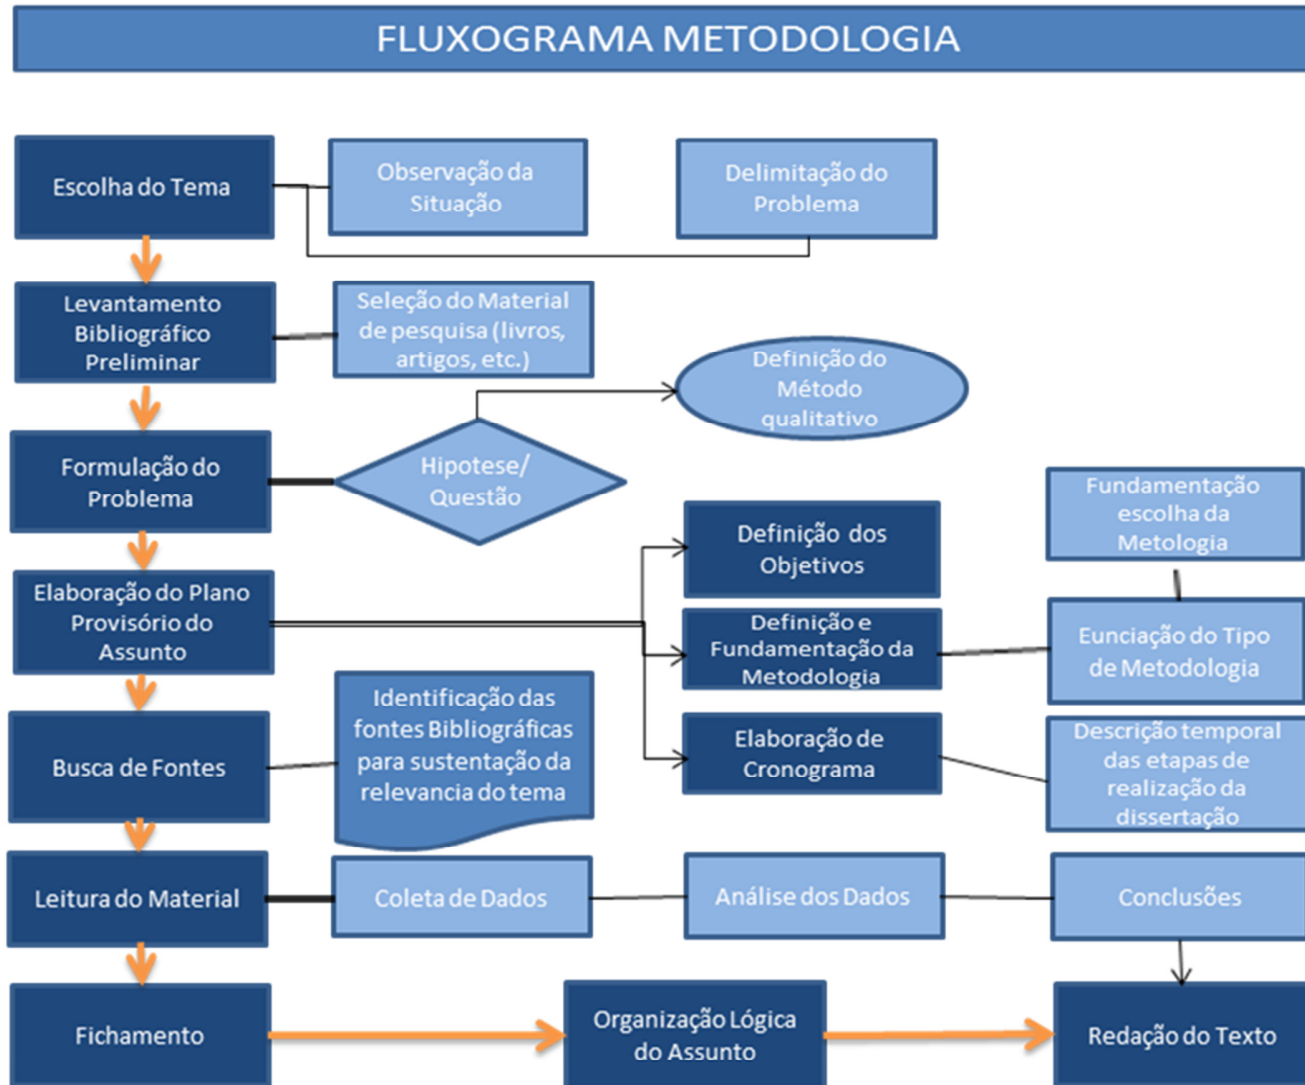 FLUXOGRAMA METODOLOGIA
Escolha do Tema
Observação da
Situação
Delimitação do
Problema
Levantamento
Bibliográfico
Preliminar
Seleção do Material
de pesquisa (livros,
artigos, etc.)
Definição do
Método
qualitativo
Formulação do
Problema
Hipotese/
Questão
Fundamentação
escolha da
Metologia
Elaboração do Plano
Provisório do
Assunto
Definição dos
Objetivos
Definição e
Fundamentação da
Metodologia
Eunciação do Tipo
de Metodologia
Busca de Fontes
Identificação das
fontes Bibliográficas
para sustentação da
relevancia do tema
Elaboração de
Cronograma
Descrição temporal
das etapas de
realização da
dissertação
Leitura do Material
Coleta de Dados
Análise dos Dados
Conclusões
Fichamento
Organização Lógica
do Assunto
Redação do Texto